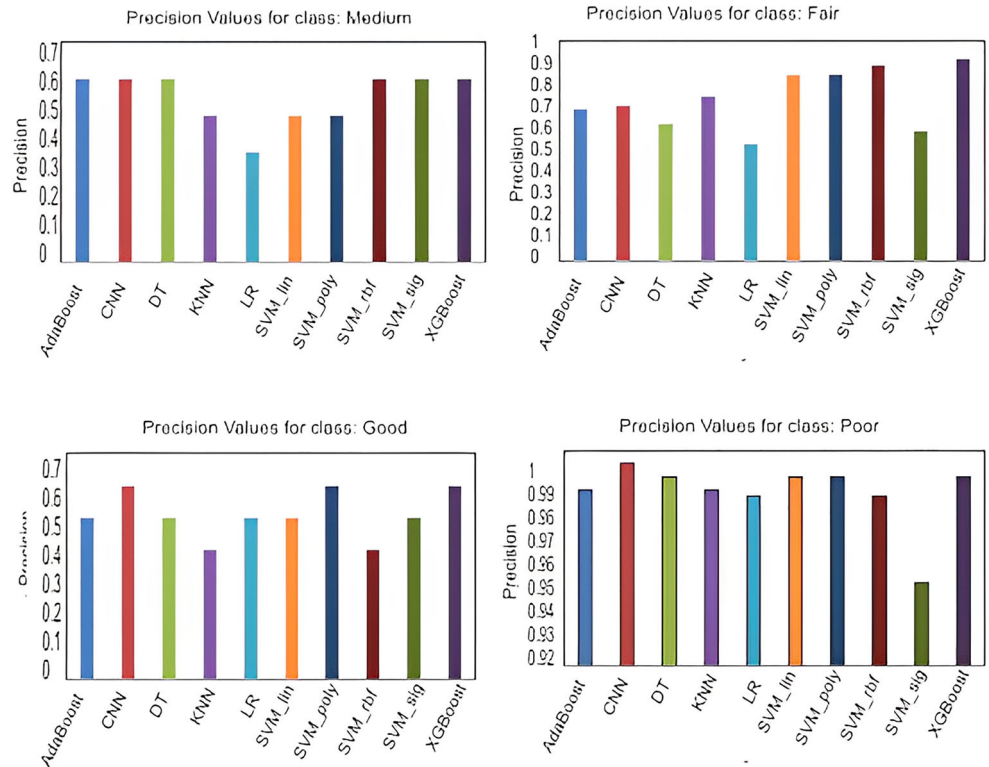 Precision Values for class: Medium
Precision
0.7
0.6
0.5
0.4
0.3
0.2
0.1
0
AdaBoost
CNN
DT
KNN
LR
SVM_lin
SVM_poly
SVM_rbf
SVM_sig
XGBoost
Precision Values for class: Fair
Precision
1
0.9
0.8
0.7
0.6
0.5
0.4
0.3
0.2
0.1
0
AdaBoost
CNN
DT
KNN
LR
SVM_lin
SVM_poly
SVM_rbf
SVM_sig
XGBoost
Precision Values for class: Good
Precision
0.7
0.6
0.5
0.4
0.3
0.2
0.1
0
AdaBoost
CNN
DT
KNN
LR
SVM_lin
SVM_poly
SVM_rbf
SVM_sig
XGBoost
Precision Values for class: Poor
Precision
1
0.99
0.96
0.97
0.96
0.95
0.94
0.93
0.92
AdaBoost
CNN
DT
KNN
LR
SVM_lin
SVM_poly
SVM_rbf
SVM_sig
XGBoost